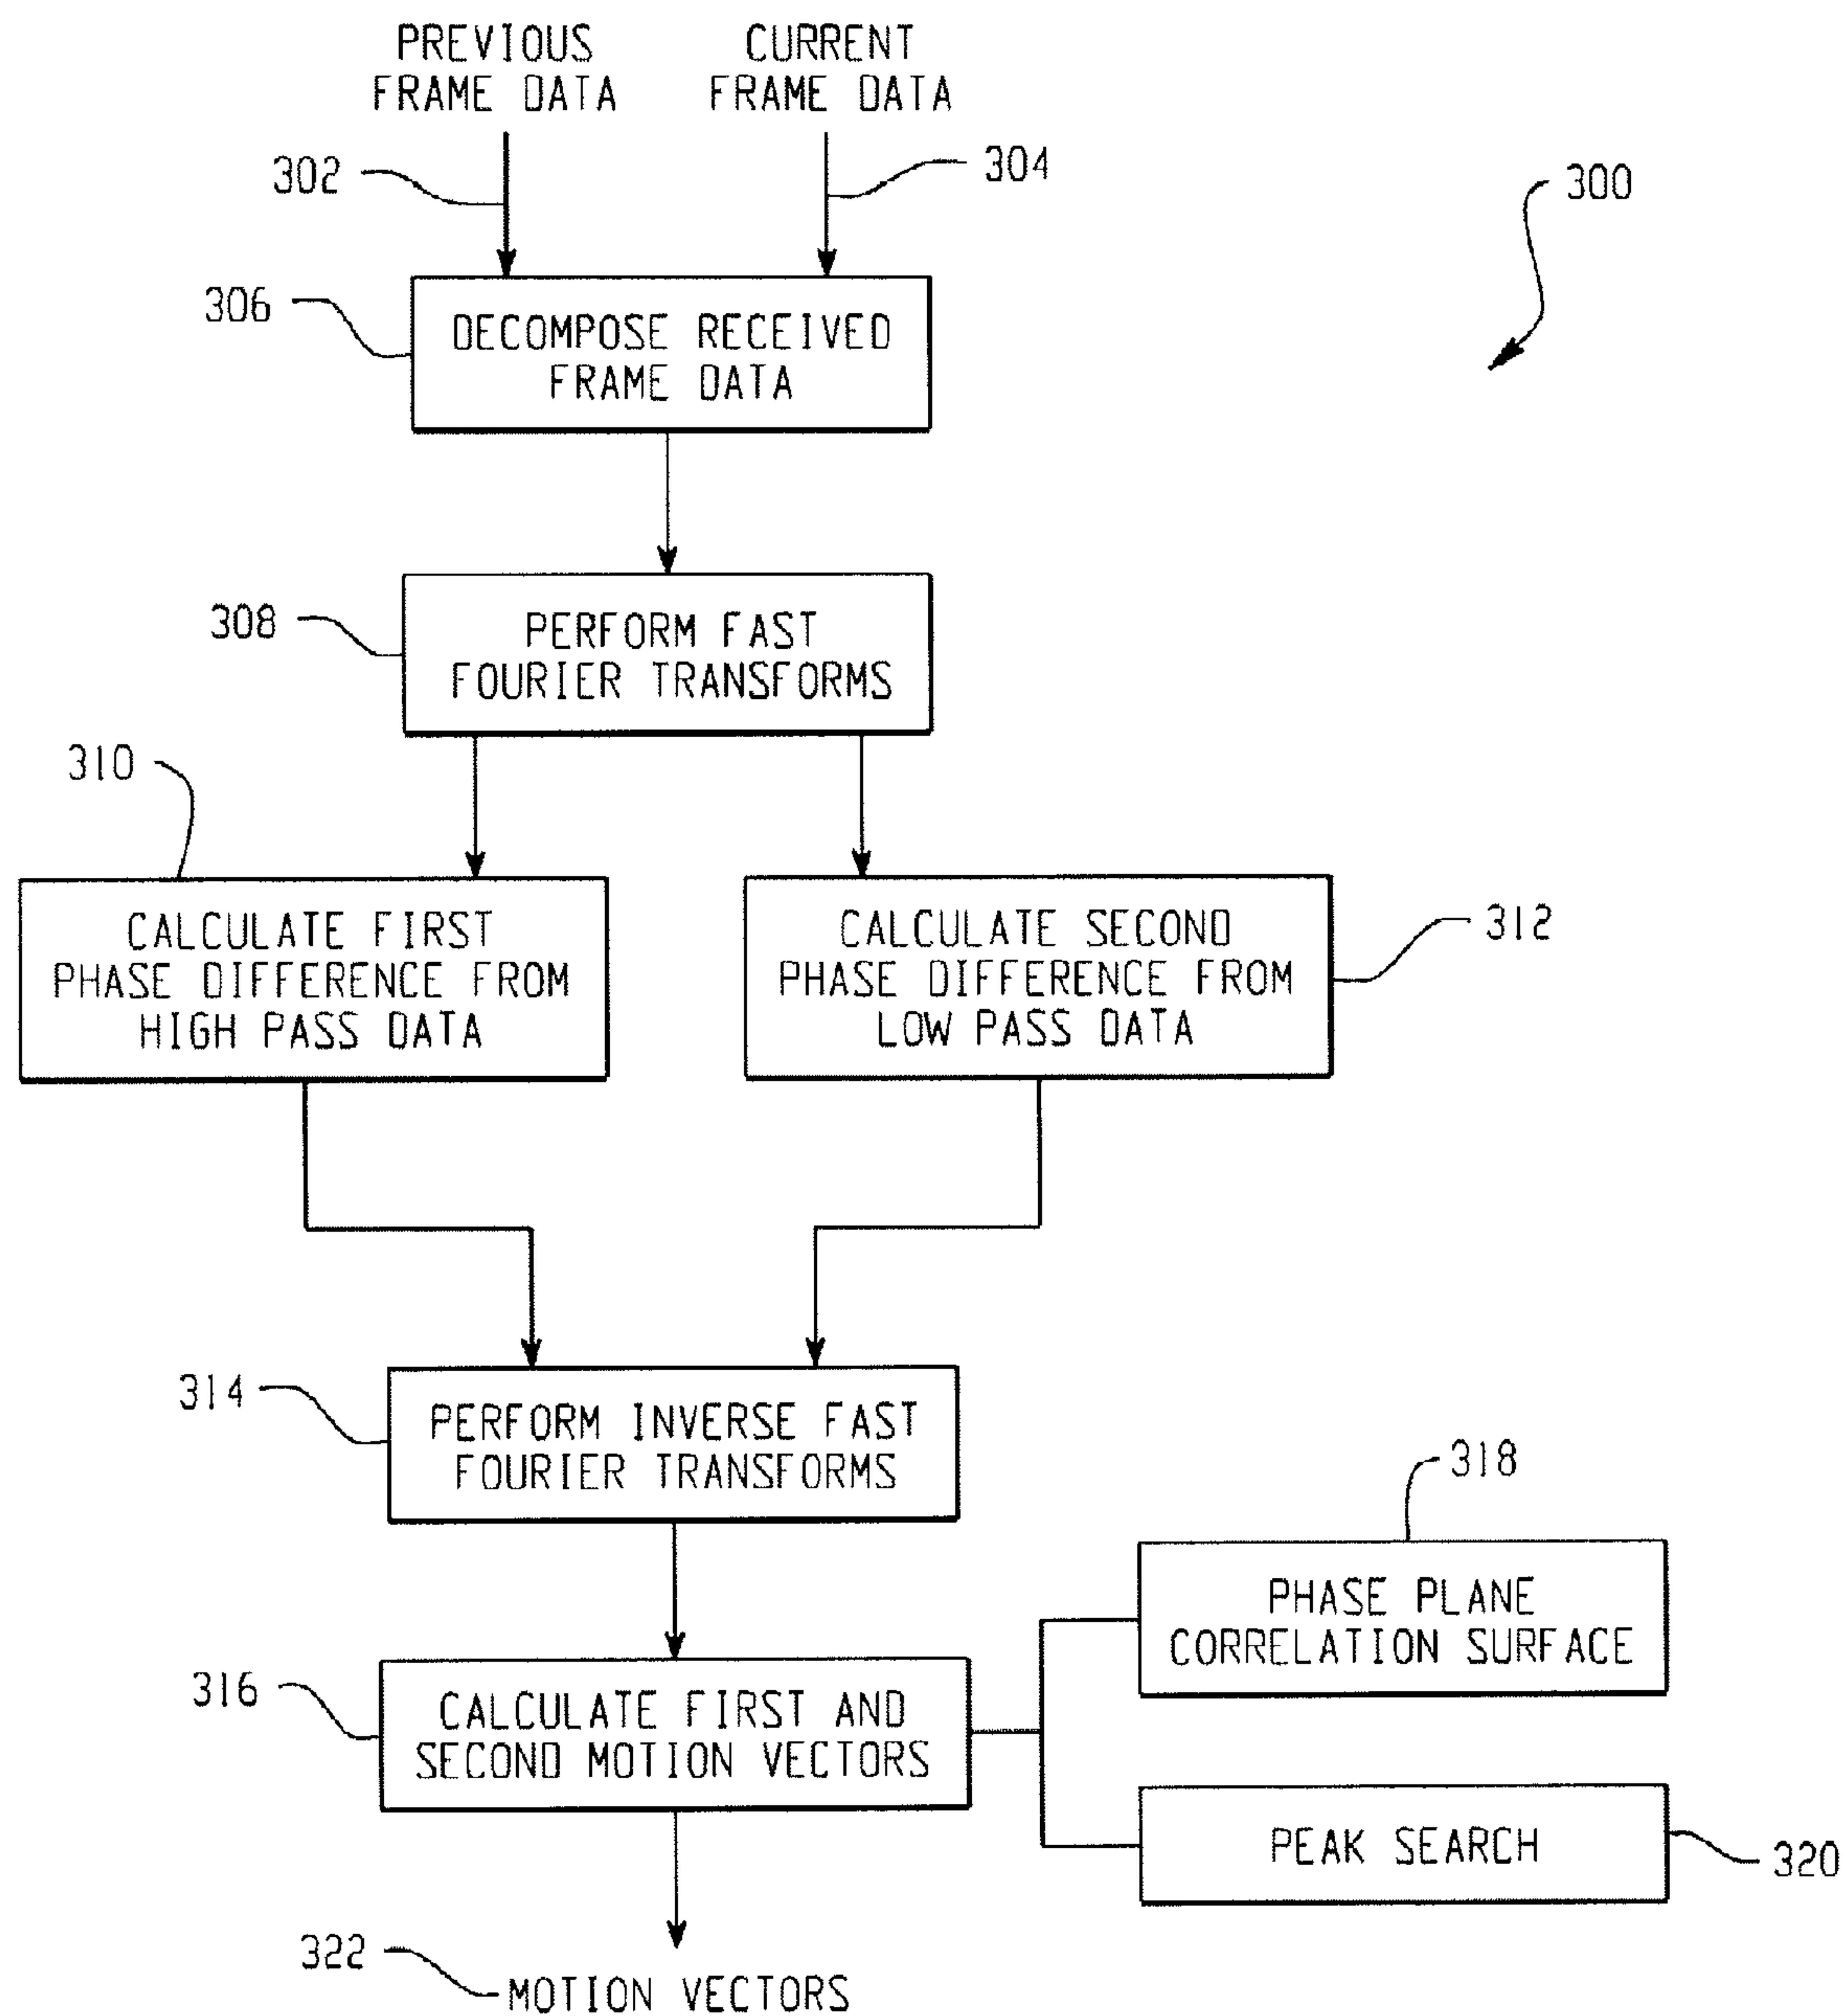 PREVIOUS
FRAME DATA
CURRENT
FRAME DATA
302
304
300
306
DECOMPOSE RECEIVED
FRAME DATA
308
PERFORM FAST
FOURIER TRANSFORMS
310
CALCULATE FIRST
PHASE DIFFERENCE FROM
HIGH PASS DATA
CALCULATE SECOND
PHASE DIFFERENCE FROM
LOW PASS DATA
312
314
PERFORM INVERSE FAST
FOURIER TRANSFORMS
318
PHASE PLANE
CORRELATION SURFACE
316
CALCULATE FIRST AND
SECOND MOTION VECTORS
PEAK SEARCH
320
322
MOTION VECTORS